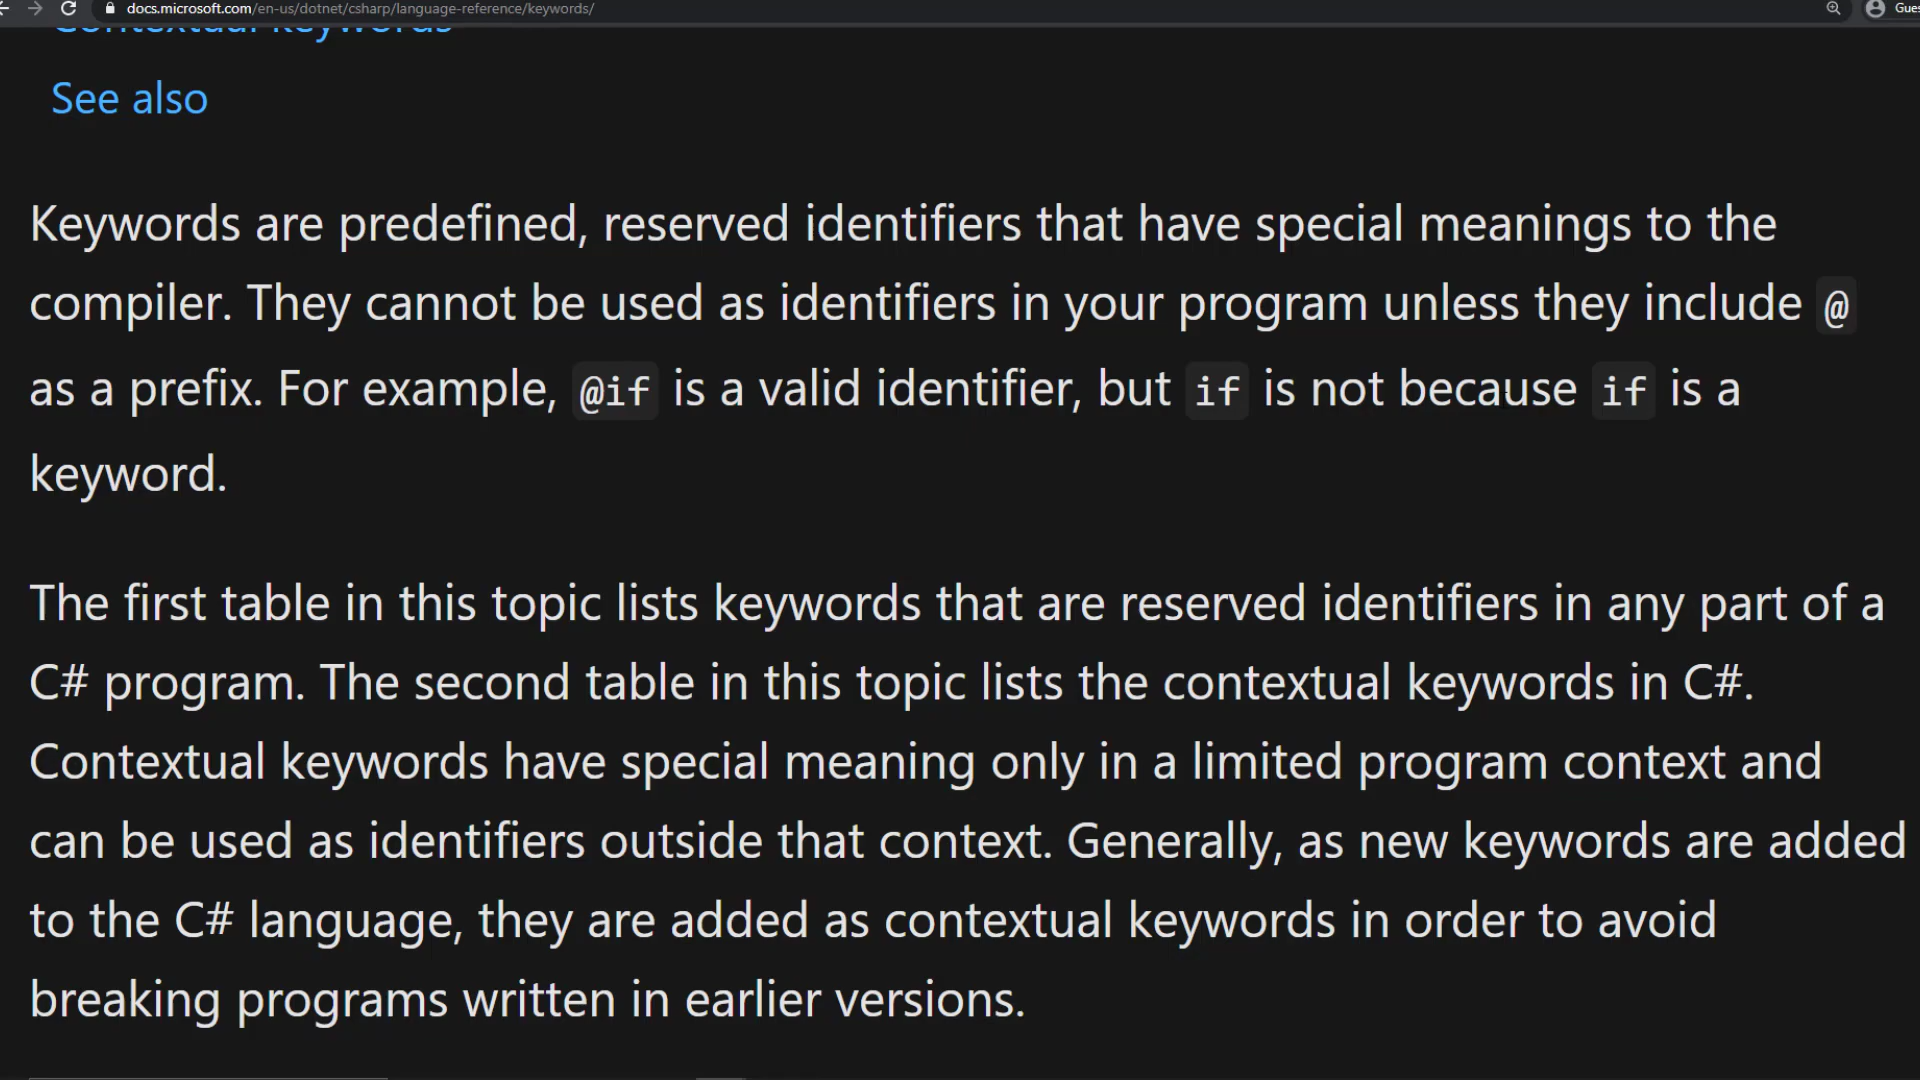 docs.microsoft.com/en-us/dotnet/csharp/language-reference/keywords/
Contextual keywords
See also
Keywords are predefined, reserved identifiers that have special meanings to the
compiler. They cannot be used as identifiers in your program unless they include @
as a prefix. For example, @if is a valid identifier, but if is not because if is a
keyword.
The first table in this topic lists keywords that are reserved identifiers in any part of a
C# program. The second table in this topic lists the contextual keywords in C#.
Contextual keywords have special meaning only in a limited program context and
can be used as identifiers outside that context. Generally, as new keywords are added
to the C# language, they are added as contextual keywords in order to avoid
breaking programs written in earlier versions.